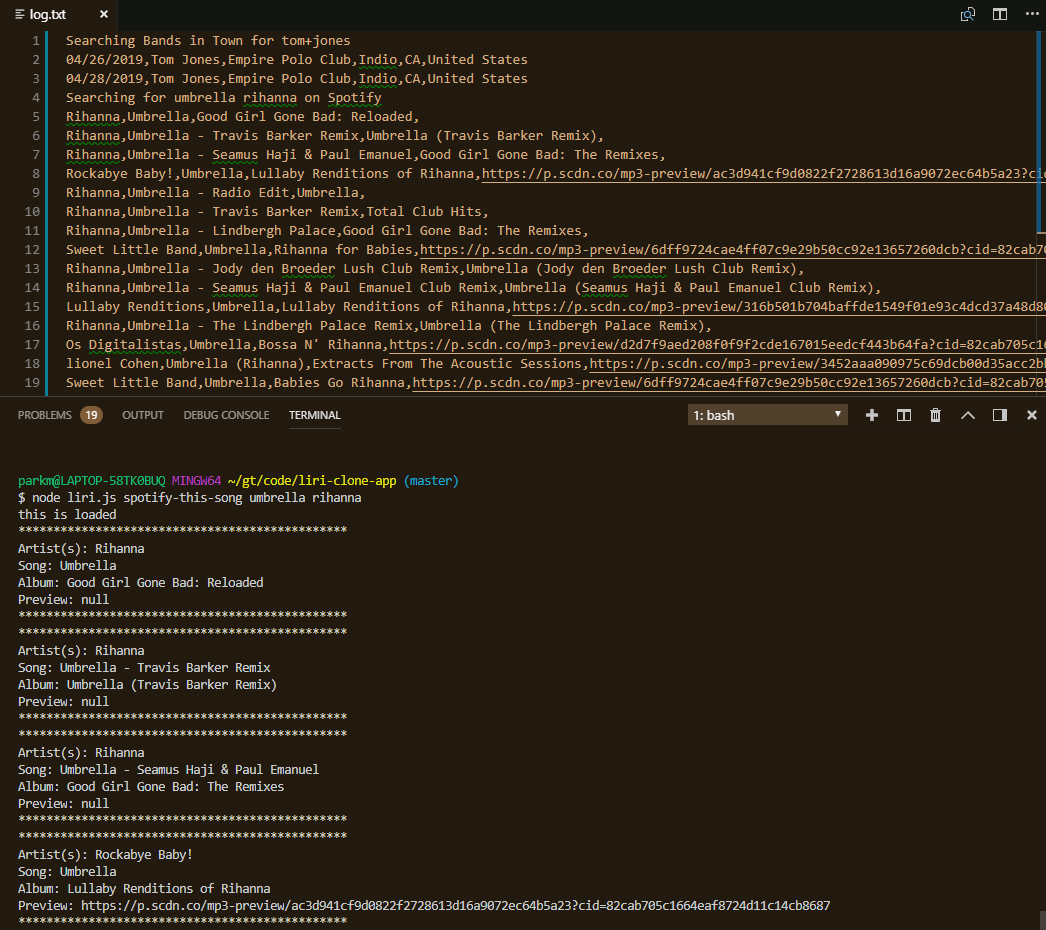 log.txt
1 Searching Bands in Town for tom+jones
2 04/26/2019,Tom Jones,Empire Polo Club,Indio,CA,United States
3 04/28/2019,Tom Jones,Empire Polo Club,Indio,CA,United States
4 Searching for umbrella rihanna on Spotify
5 Rihanna,Umbrella,Good Girl Gone Bad: Reloaded,
6 Rihanna,Umbrella - Travis Barker Remix,Umbrella (Travis Barker Remix),
7 Rihanna,Umbrella - Seamus Haji & Paul Emanuel,Good Girl Gone Bad: The Remixes,
8 Rockabye Baby!,Umbrella,Lullaby Renditions of Rihanna,https://p.scdn.co/mp3-preview/ac3d941cf9d0822f2728613d16a9072ec64b5a23?cid
9 Rihanna,Umbrella - Radio Edit,Umbrella,
10 Rihanna,Umbrella - Travis Barker Remix,Total Club Hits,
11 Rihanna,Umbrella - Lindbergh Palace,Good Girl Gone Bad: The Remixes,
12 Sweet Little Band,Umbrella,Rihanna for Babies,https://p.scdn.co/mp3-preview/6dff9724cae4ff07c9e29b50cc92e13657260dcb?cid=82cab70
13 Rihanna,Umbrella - Jody den Broeder Lush Club Remix,Umbrella (Jody den Broeder Lush Club Remix),
14 Rihanna,Umbrella - Seamus Haji & Paul Emanuel Club Remix,Umbrella (Seamus Haji & Paul Emanuel Club Remix),
15 Lullaby Renditions,Umbrella,Lullaby Renditions of Rihanna,https://p.scdn.co/mp3-preview/316b501b704baffde1549f01e93c4dcd37a48d8
16 Rihanna,Umbrella - The Lindbergh Palace Remix,Umbrella (The Lindbergh Palace Remix),
17 Os Digitalistas,Umbrella,Bossa N' Rihanna,https://p.scdn.co/mp3-preview/d2d7f9aed208f0f9f2cde167015eedcf443b64fa?cid=82cab705c16
18 lionel Cohen,Umbrella (Rihanna),Extracts From The Acoustic Sessions,https://p.scdn.co/mp3-preview/3452aaa090975c69dcb00d35acc2b
19 Sweet Little Band,Umbrella,Babies Go Rihanna,https://p.scdn.co/mp3-preview/6dff9724cae4ff07c9e29b50cc92e13657260dcb?cid=82cab705
PROBLEMS 19 OUTPUT DEBUG CONSOLE TERMINAL 1: bash
parkm@LAPTOP-58TK0BUQ MINGW64 ~/gt/code/liri-clone-app (master)
$ node liri.js spotify-this-song umbrella rihanna
this is loaded
***********************************************
Artist(s): Rihanna
Song: Umbrella
Album: Good Girl Gone Bad: Reloaded
Preview: null
***********************************************
***********************************************
Artist(s): Rihanna
Song: Umbrella - Travis Barker Remix
Album: Umbrella (Travis Barker Remix)
Preview: null
***********************************************
***********************************************
Artist(s): Rihanna
Song: Umbrella - Seamus Haji & Paul Emanuel
Album: Good Girl Gone Bad: The Remixes
Preview: null
***********************************************
***********************************************
Artist(s): Rockabye Baby!
Song: Umbrella
Album: Lullaby Renditions of Rihanna
Preview: https://p.scdn.co/mp3-preview/ac3d941cf9d0822f2728613d16a9072ec64b5a23?cid=82cab705c1664eaf8724d11c14cb8687
***********************************************